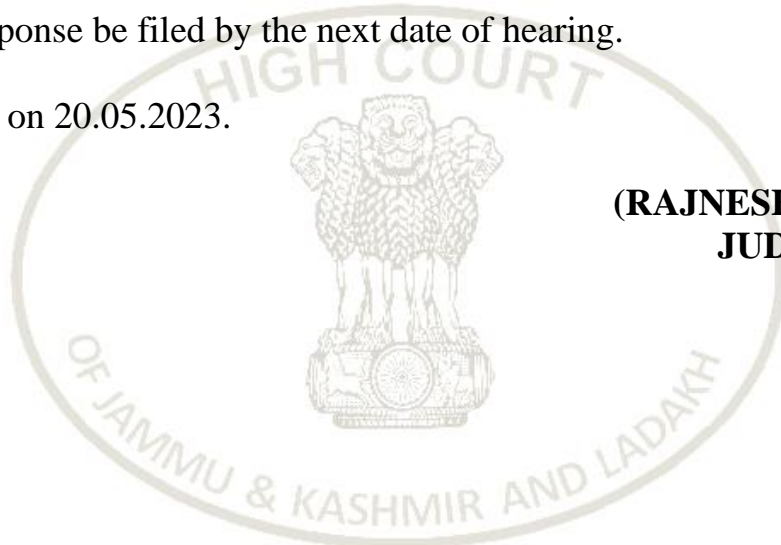 ponse be filed by the next date of hearing.
HIGH COURT
on 20.05.2023.
(RAJNESH
JUD
OF JAMMU & KASHMIR AND LADAKH